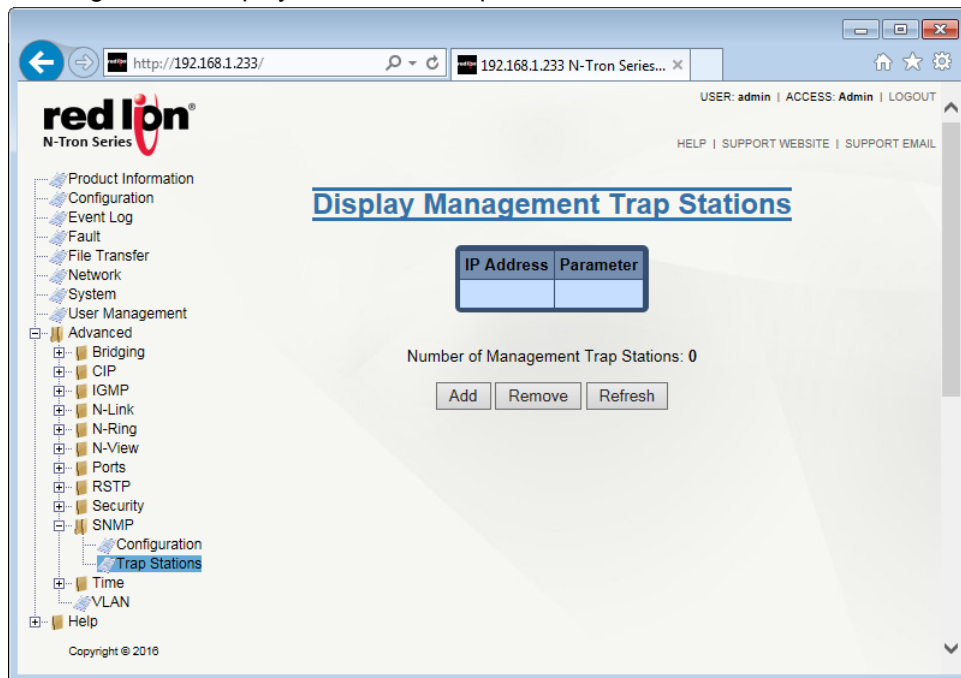 http://192.168.1.233/
192.168.1.233 N-Tron Series...
USER: admin | ACCESS: Admin | LOGOUT
red lion®
N-Tron Series
HELP | SUPPORT WEBSITE | SUPPORT EMAIL
Product Information
Configuration
Event Log
Fault
File Transfer
Network
System
User Management
Advanced
Bridging
CIP
IGMP
N-Link
N-Ring
N-View
Ports
RSTP
Security
SNMP
Configuration
Trap Stations
Time
VLAN
Help
Copyright © 2016
Display Management Trap Stations
IP Address Parameter
Number of Management Trap Stations: 0
Add Remove Refresh